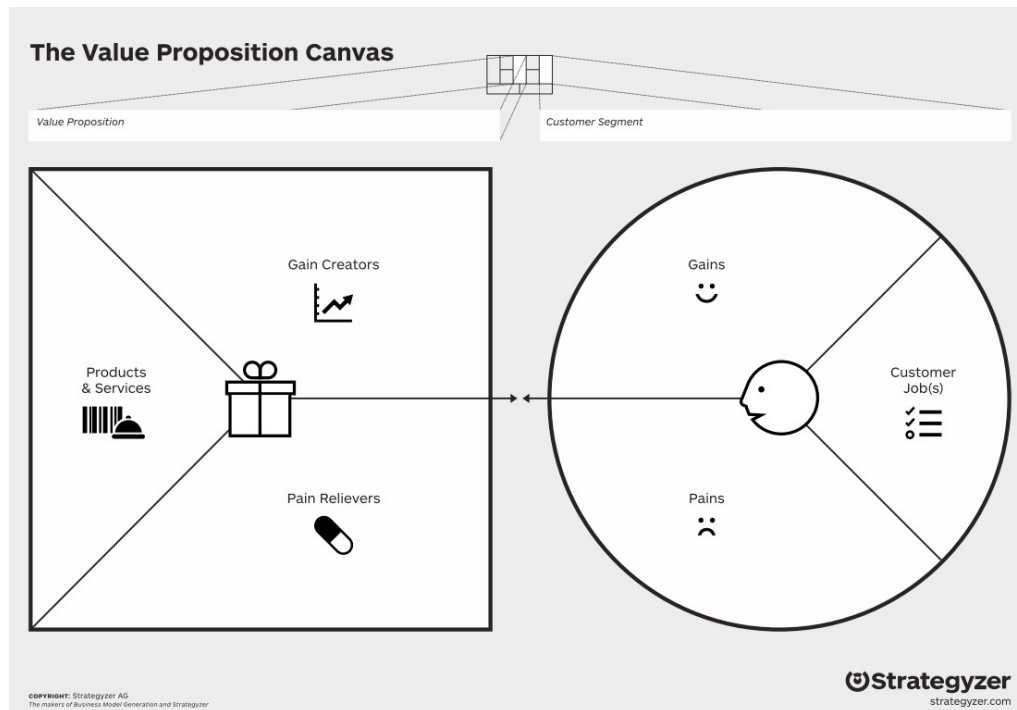 The Value Proposition Canvas
Value Proposition
Customer Segment
Gain Creators
Gains
Products
& Services
Customer
Job(s)
Pain Relievers
Pains
COPYRIGHT: Strategyzer AG
The makers of Business Model Generation and Strategyzer
Strategyzer
strategyzer.com